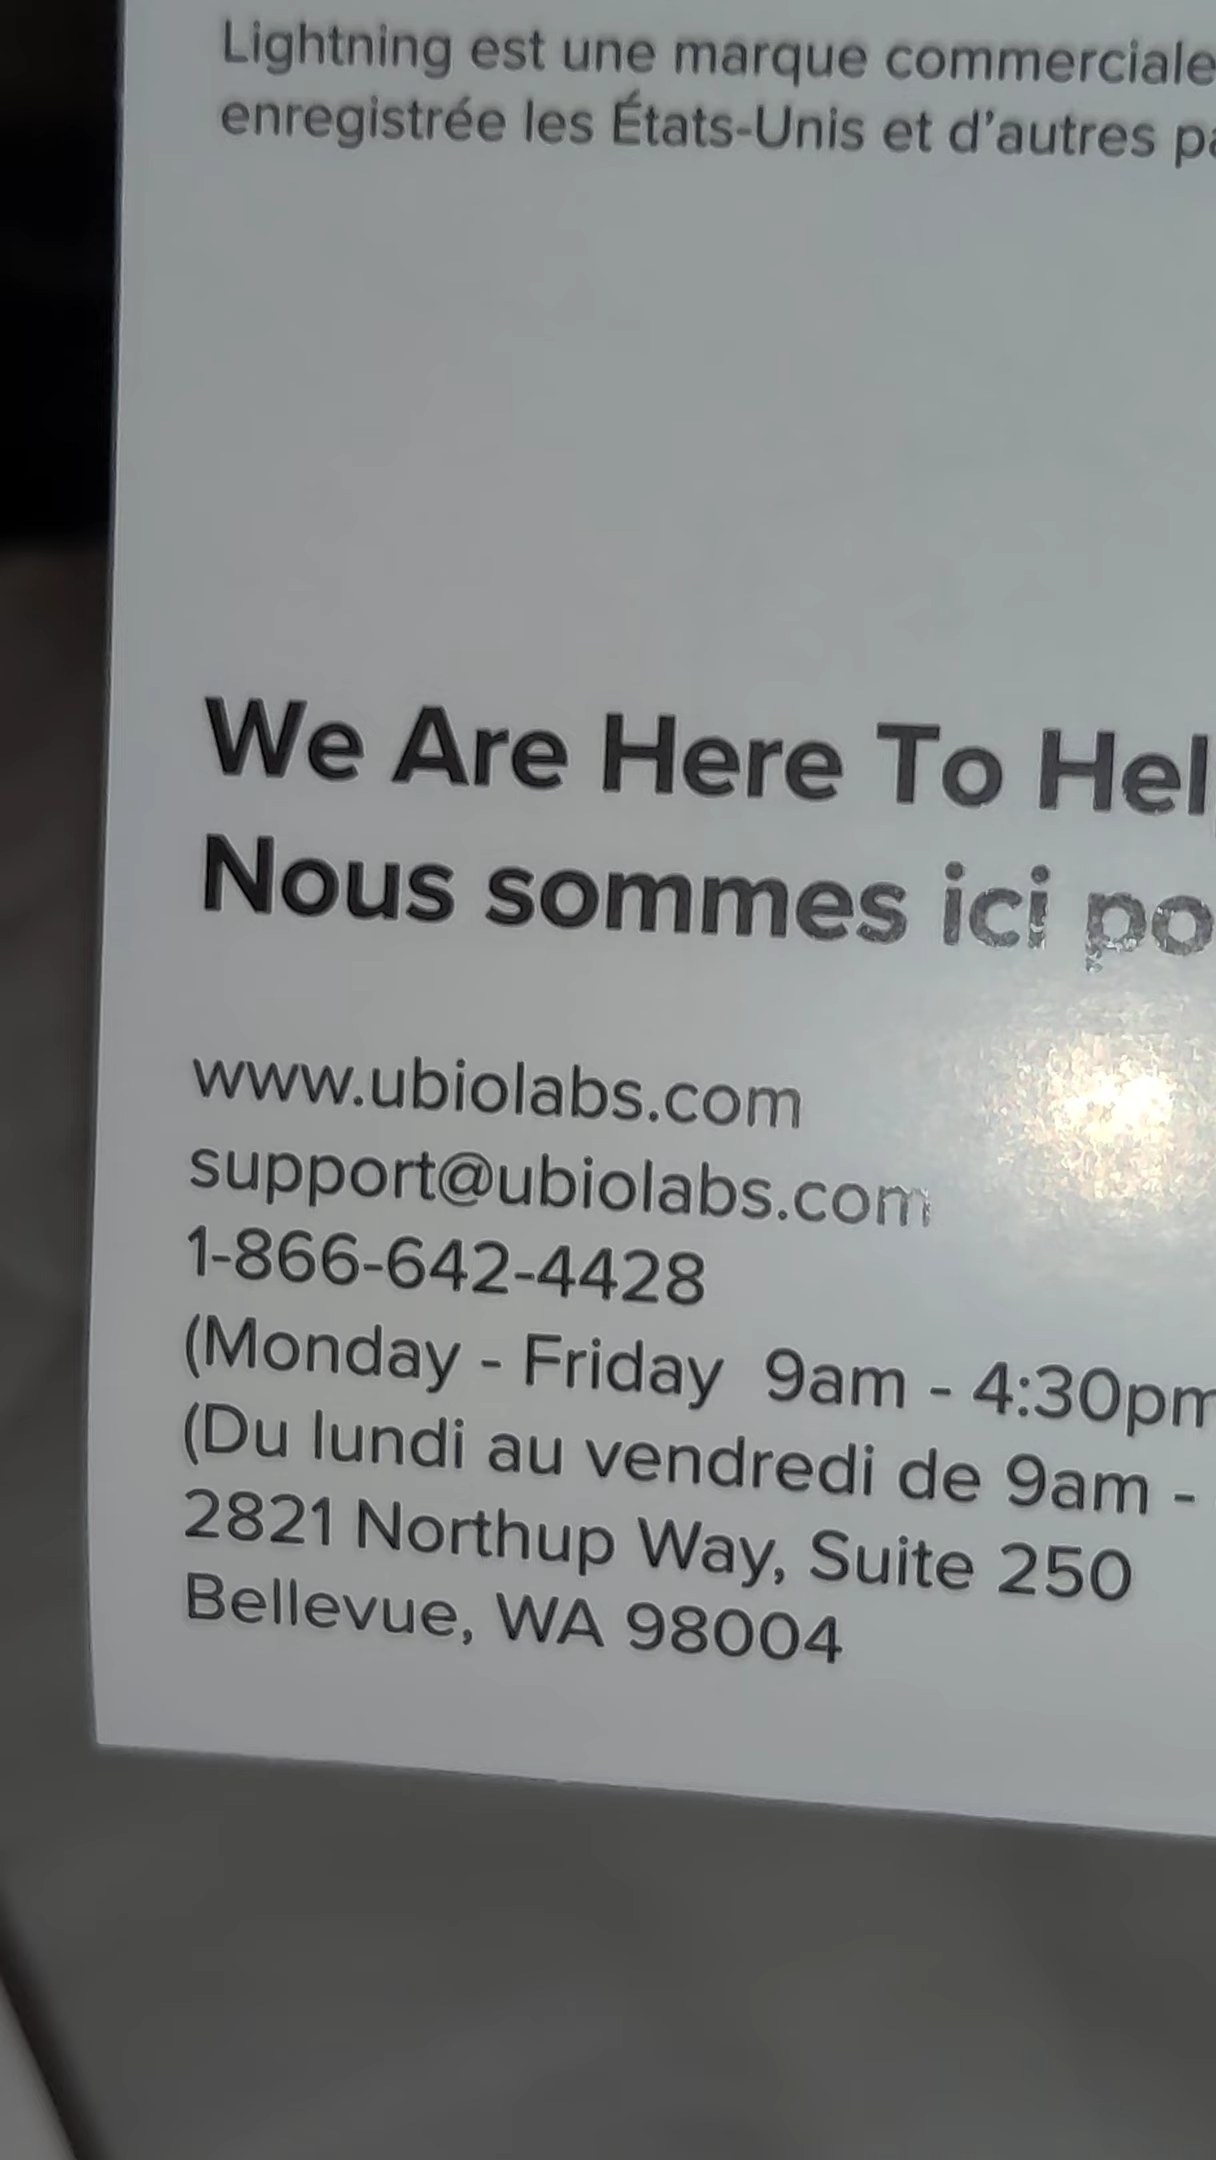 Lightning est une marque commerciale
enregistrée les États-Unis et d'autres
We Are Here To
Nous sommes ici
www.ubiolabs.com
support@ubiolabs.com
1-866-642-4428
(Monday - Friday 9am - 4:30pm
(Du lundi au vendredi de 9am -
2821 Northup Way, Suite 250
Bellevue, WA 98004